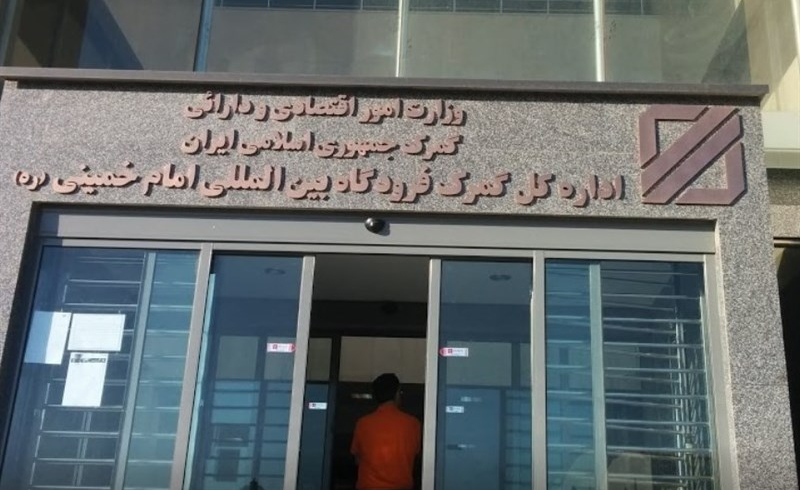 وزارت امور اقتصادی و دارائی
گمرک جمهوری اسلامی ایران
اداره کل گمرک فرودگاه بین المللی امام خمینی (ره)